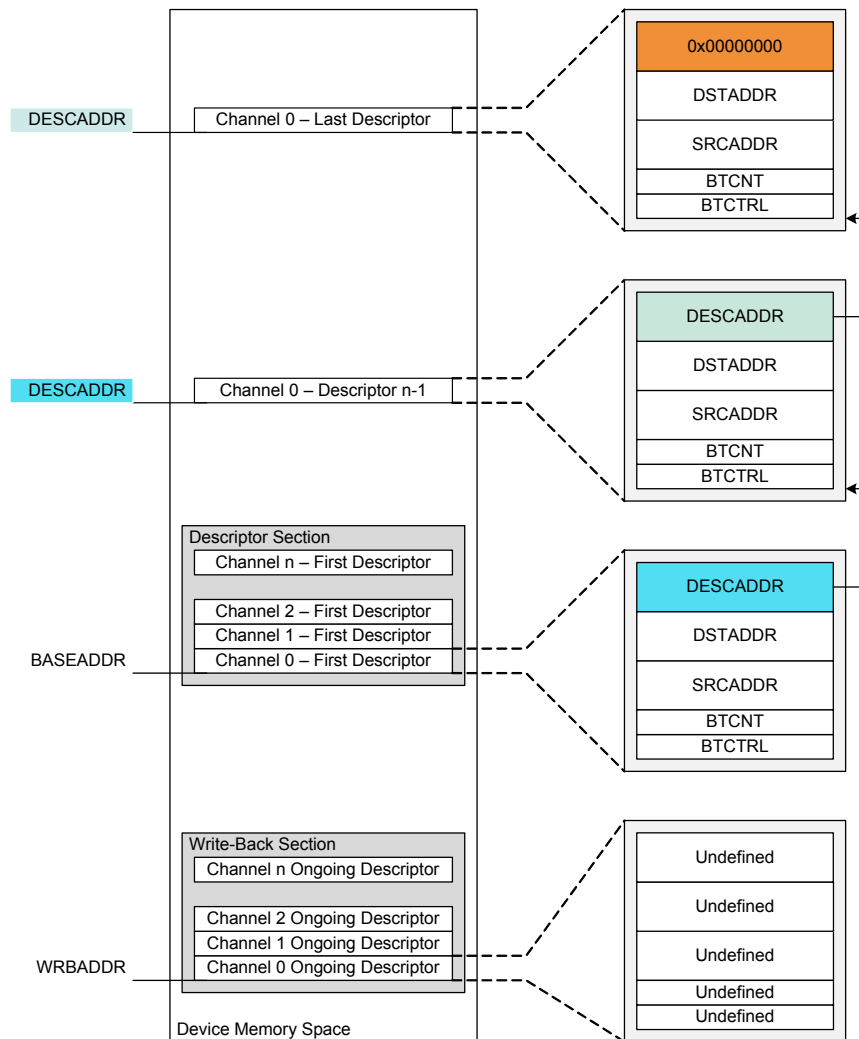 0x00000000
DSTADDR
DESCADDR
Channel 0 – Last Descriptor
SRCADDR
BTCNT
BTCTRL
DESCADDR
DSTADDR
DESCADDR
Channel 0 – Descriptor n-1
SRCADDR
BTCNT
BTCTRL
Descriptor Section
Channel n – First Descriptor
DESCADDR
Channel 2 – First Descriptor
Channel 1 – First Descriptor
DSTADDR
BASEADDR
Channel 0 – First Descriptor
SRCADDR
BTCNT
BTCTRL
Write-Back Section
Channel n Ongoing Descriptor
Undefined
Channel 2 Ongoing Descriptor
Undefined
Channel 1 Ongoing Descriptor
Undefined
WRBADDR
Channel 0 Ongoing Descriptor
Undefined
Undefined
Device Memory Space